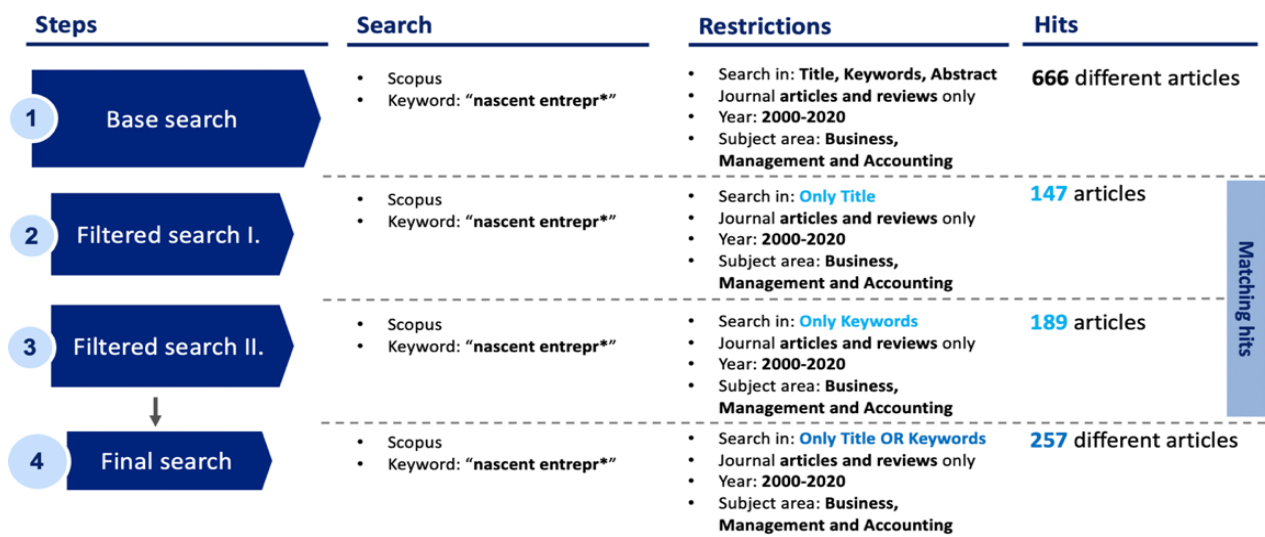 Steps
Search
Restrictions
Hits
1
Base search
• Scopus
• Keyword: “nascent entrepr*”
• Search in: Title, Keywords, Abstract
• Journal articles and reviews only
• Year: 2000-2020
• Subject area: Business,
Management and Accounting
666 different articles
2
Filtered search I.
• Scopus
• Keyword: “nascent entrepr*”
• Search in: Only Title
• Journal articles and reviews only
• Year: 2000-2020
• Subject area: Business,
Management and Accounting
147 articles
3
Filtered search II.
• Scopus
• Keyword: “nascent entrepr*”
• Search in: Only Keywords
• Journal articles and reviews only
• Year: 2000-2020
• Subject area: Business,
Management and Accounting
189 articles
Matching hits
4
Final search
• Scopus
• Keyword: “nascent entrepr*”
• Search in: Only Title OR Keywords
• Journal articles and reviews only
• Year: 2000-2020
• Subject area: Business,
Management and Accounting
257 different articles